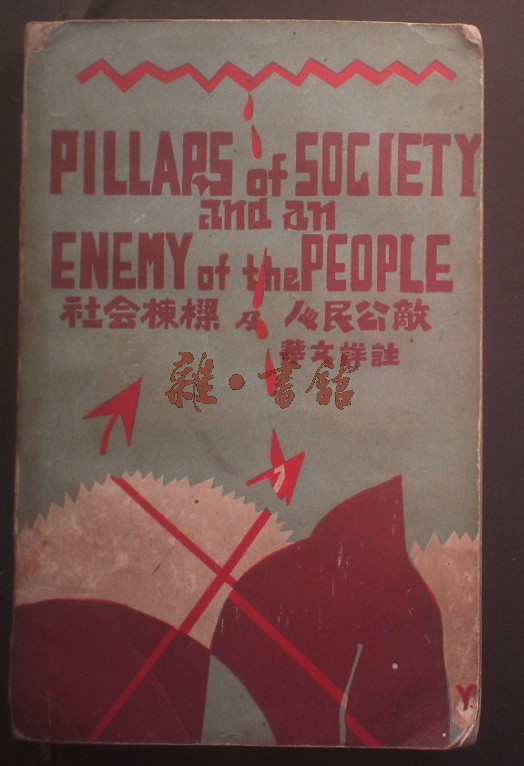 PILLARS of SOCIETY
and an
ENEMY of the PEOPLE
社会棟樑 及 人民公敵
華文詳註
雜·書館
Y.